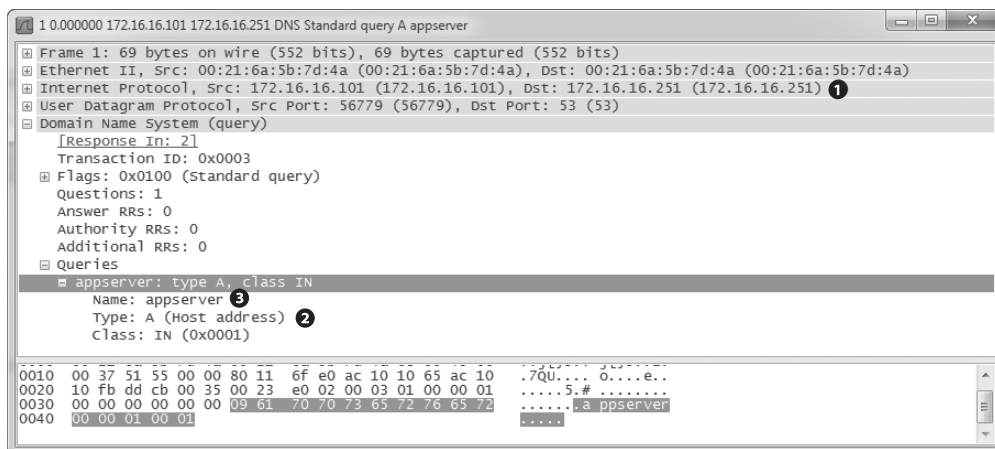 1 0.000000 172.16.16.101 172.16.16.251 DNS Standard query A appserver
Frame 1: 69 bytes on wire (552 bits), 69 bytes captured (552 bits)
Ethernet II, Src: 00:21:6a:5b:7d:4a (00:21:6a:5b:7d:4a), Dst: 00:21:6a:5b:7d:4a (00:21:6a:5b:7d:4a)
Internet Protocol, Src: 172.16.16.101 (172.16.16.101), Dst: 172.16.16.251 (172.16.16.251) ❶
User Datagram Protocol, Src Port: 56779 (56779), Dst Port: 53 (53)
Domain Name System (query)
[Response In: 2]
Transaction ID: 0x0003
Flags: 0x0100 (Standard query)
Questions: 1
Answer RRs: 0
Authority RRs: 0
Additional RRs: 0
Queries
appserver: type A, class IN
Name: appserver ❸
Type: A (Host address) ❷
Class: IN (0x0001)
0010 00 37 51 55 00 00 80 11 6f e0 ac 10 10 65 ac 10 .7QU.... o....e..
0020 10 fb dd cb 00 35 00 23 e0 02 00 03 01 00 00 01 .....5.# ........
0030 00 00 00 00 00 00 09 61 70 70 73 65 72 76 65 72 .......a ppserver
0040 00 00 01 00 01 .....